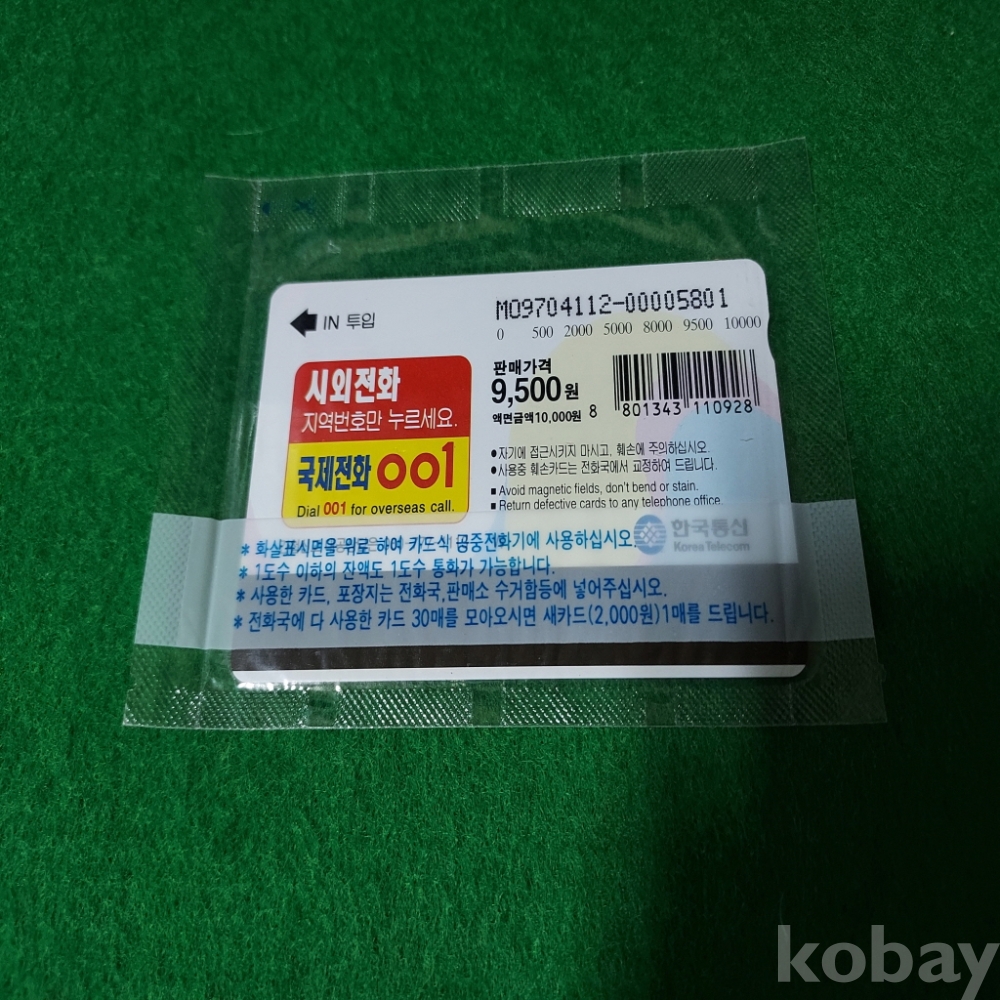 IN 투입
MO9704112-00005801
0 500 2000 5000 8000 9500 10000
시외전화
지역번호만 누르세요.
국제전화 001
Dial 001 for overseas call.
판매가격
9,500원
액면금액10,000원
8 801343 110928
●자기에 접근시키지 마시고, 훼손에 주의하십시오.
●사용중 훼손카드는 전화국에서 교정하여 드립니다.
■ Avoid magnetic fields, don't bend or stain.
■ Return defective cards to any telephone office.
한국통신
Korea Telecom
* 화살표시면을 위로 하여 카드식 공중전화기에 사용하십시오.
* 1도수 이하의 잔액도 1도수 통화가 가능합니다.
* 사용한 카드, 포장지는 전화국,판매소 수거함등에 넣어주십시오.
* 전화국에 다 사용한 카드 30매를 모아오시면 새카드(2,000원)1매를 드립니다.
kobay